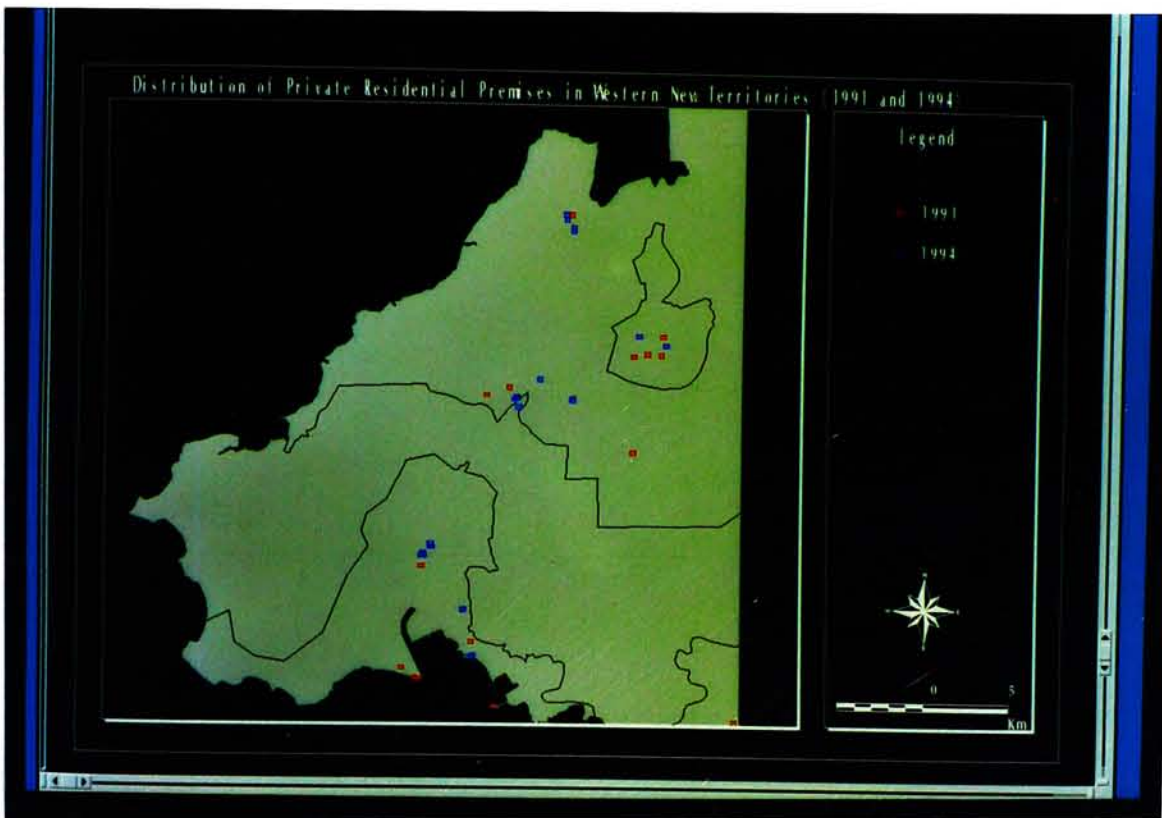 Distribution of Private Residential Premises in Western New Territories (1991 and 1994)
Legend
1991
1994
0 5
Km